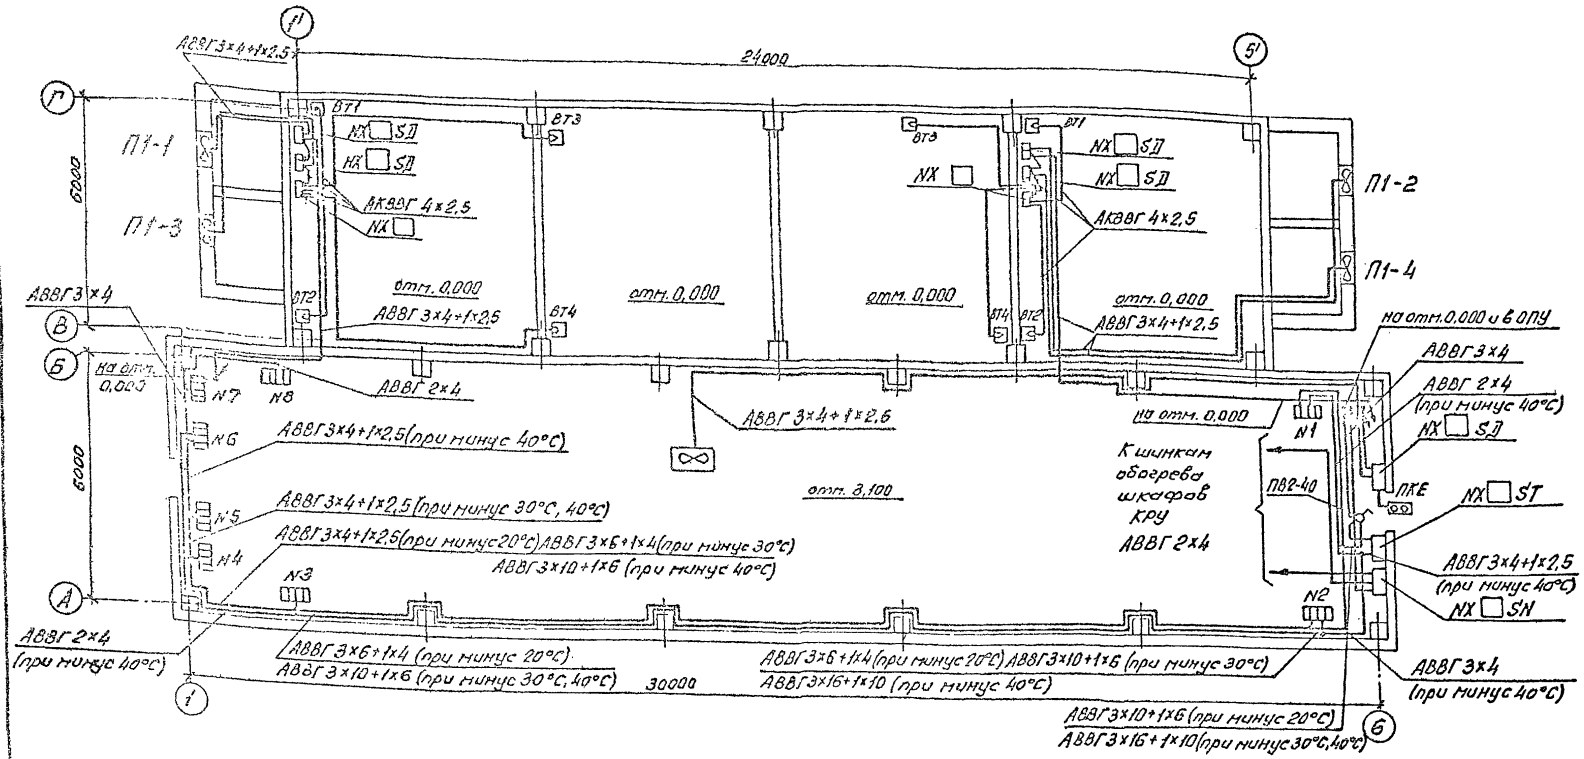 1'
5'
АВВГ 3×4+1×2,5
24000
Г
ВТ1
ВТ3
ВТ3
ВТ1
NX SД
NX SД
П1-1
NX SД
NX SД
NX
П1-2
6000
АКВВГ 4×2,5
АКВВГ 4×2,5
П1-3
NX
П1-4
АВВГ 3×4
отм. 0,000
отм. 0,000
отм. 0,000
отм. 0,000
ВТ2
АВВГ 3×4+1×2,5
ВТ4
ВТ4
ВТ2
АВВГ 3×4+1×2,5
на отм. 0.000 и в ОПУ
В
Б
на отм.
0,000
АВВГ 3×4
N7
N8
АВВГ 2×4
АВВГ 2×4
(при минус 40°С)
АВВГ 3×4+1×2,5
на отм. 0.000
N1
NX SД
N6
АВВГ 3×4+1×2,5(при минус 40°С)
К шинкам
обогрева
шкафов
КРУ
АВВГ 2×4
6000
отм. 3,100
ПВ2-40
ПКЕ
NX ST
N5
АВВГ 3×4+1×2,5(при минус 30°С, 40°С)
N4
АВВГ 3×4+1×2,5(при минус 20°С) АВВГ 3×6+1×4(при минус 30°С)
АВВГ 3×10+1×6 (при минус 40°С)
АВВГ 3×4+1×2,5
(при минус 40°С)
N3
N2
NX SN
А
АВВГ 2×4
(при минус 40°С)
АВВГ 3×6+1×4 (при минус 20°С)
АВВГ 3×10+1×6 (при минус 30°С, 40°С)
АВВГ 3×6+1×4(при минус 20°С) АВВГ 3×10+1×6 (при минус 30°С)
АВВГ 3×16+1×10 (при минус 40°С)
АВВГ 3×4
(при минус 40°С)
30000
1
6
АВВГ 3×10+1×6 (при минус 20°С)
АВВГ 3×16+1×10(при минус 30°С,40°С)